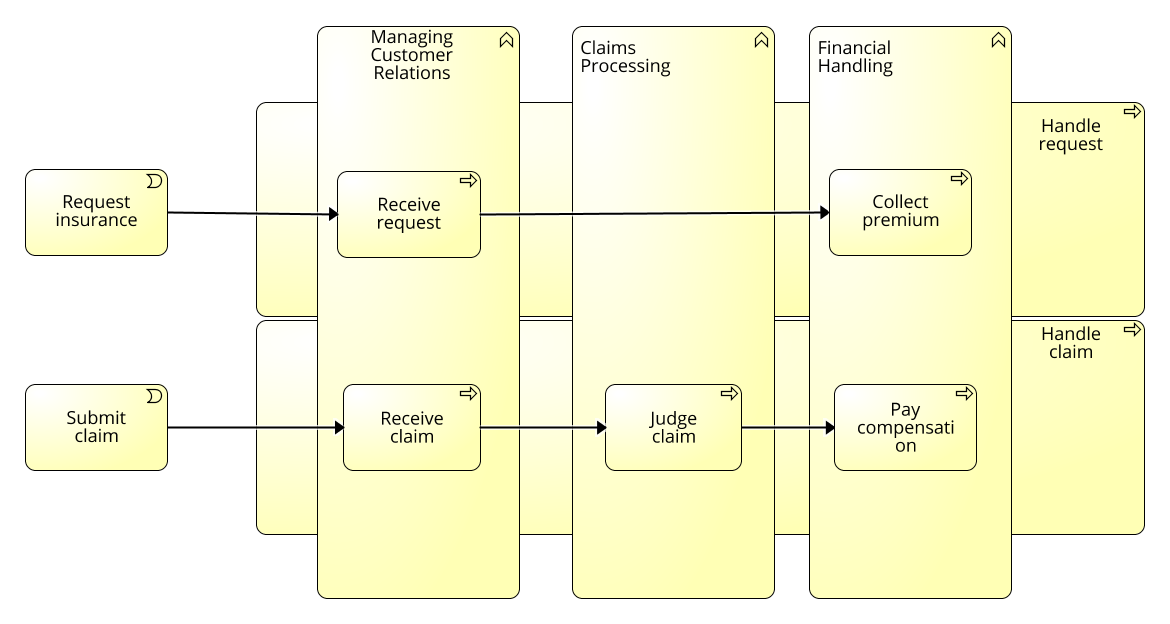 Managing
Customer
Relations
Claims
Processing
Financial
Handling
Handle
request
Request
insurance
Receive
request
Collect
premium
Handle
claim
Submit
claim
Receive
claim
Judge
claim
Pay
compensati
on